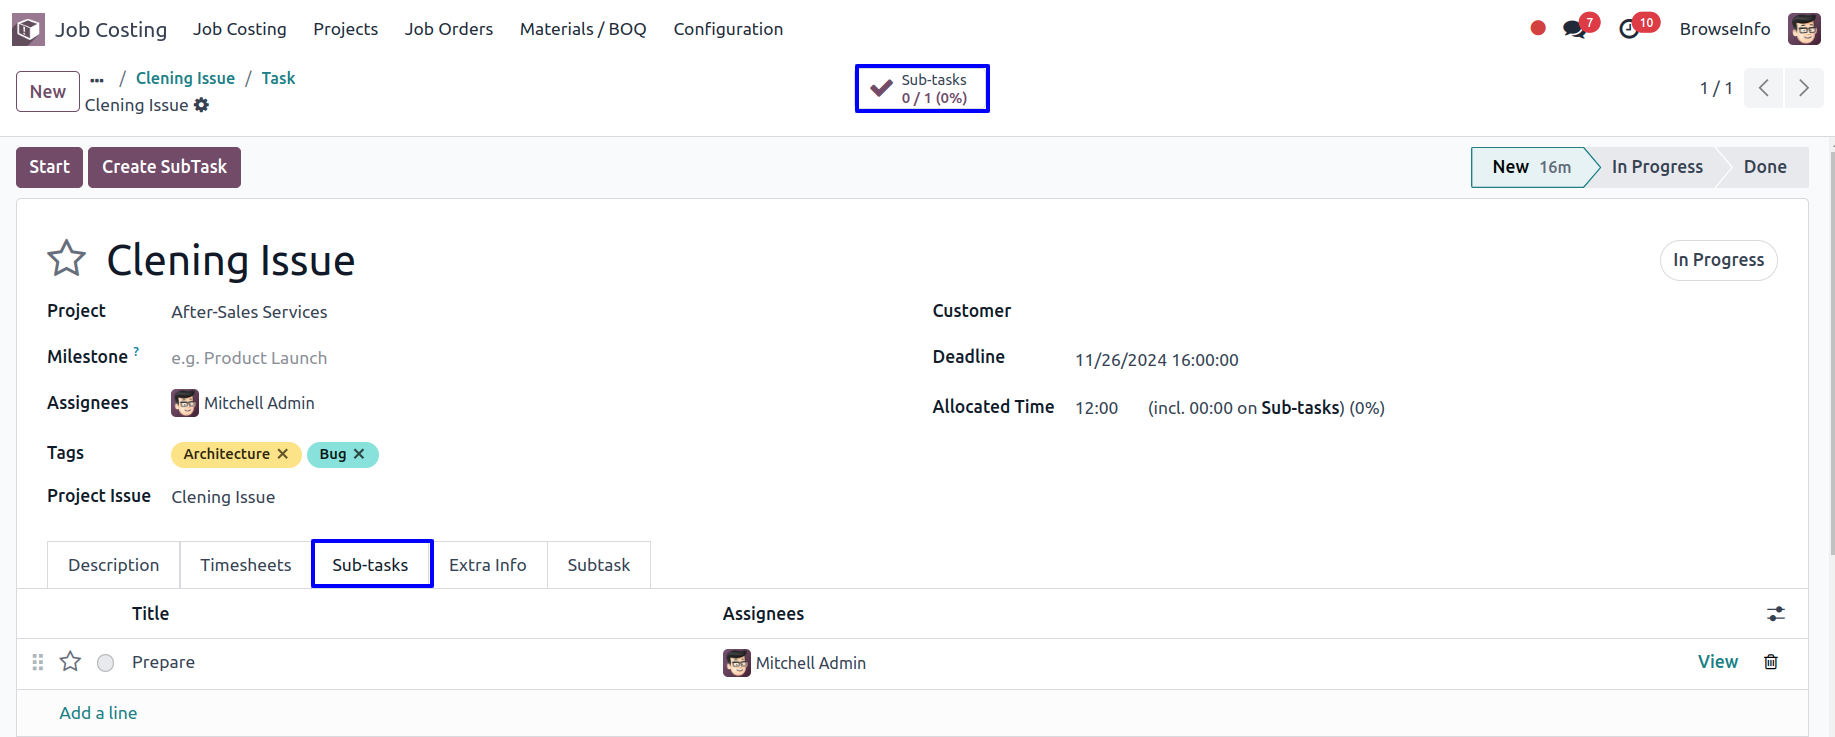 Job Costing Job Costing Projects Job Orders Materials / BOQ Configuration 7 10 BrowseInfo
New ... / Clening Issue / Task
Clening Issue
Sub-tasks
0 / 1 (0%)
1 / 1
Start Create SubTask New 16m In Progress Done
Clening Issue In Progress
Project After-Sales Services Customer
Milestone ? e.g. Product Launch Deadline 11/26/2024 16:00:00
Assignees Mitchell Admin Allocated Time 12:00 (incl. 00:00 on Sub-tasks) (0%)
Tags Architecture ✕ Bug ✕
Project Issue Clening Issue
Description Timesheets Sub-tasks Extra Info Subtask
Title Assignees
Prepare Mitchell Admin View
Add a line